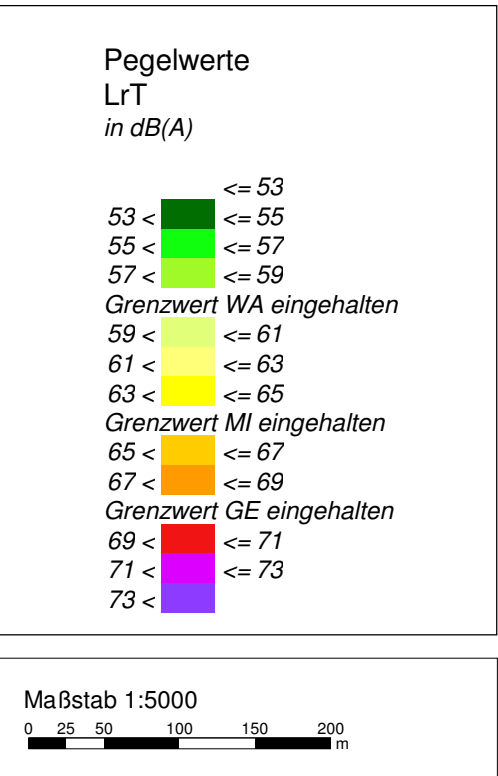 Pegelwerte
LrT
in dB(A)
<= 53
53 < <= 55
55 < <= 57
57 < <= 59
Grenzwert WA eingehalten
59 < <= 61
61 < <= 63
63 < <= 65
Grenzwert MI eingehalten
65 < <= 67
67 < <= 69
Grenzwert GE eingehalten
69 < <= 71
71 < <= 73
73 <
Maßstab 1:5000
0 25 50 100 150 200
m